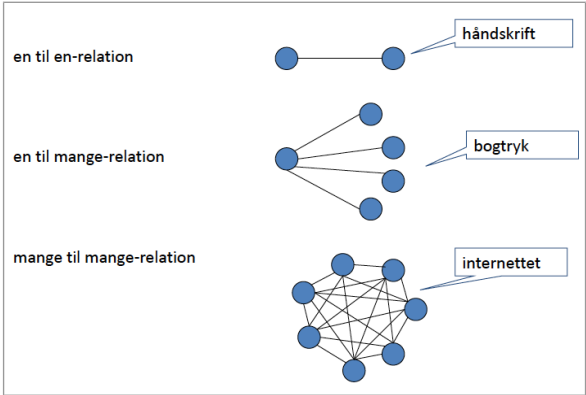 en til en-relation
håndskrift
en til mange-relation
bogtryk
mange til mange-relation
internettet